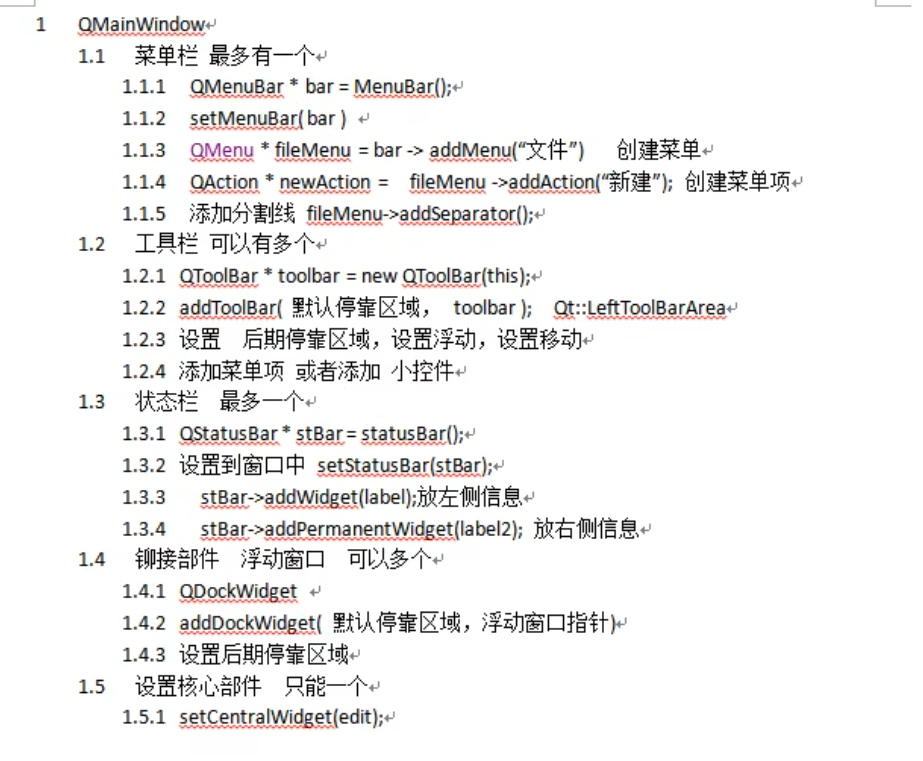 1 QMainWindow
1.1 菜单栏 最多有一个
1.1.1 QMenuBar * bar = MenuBar();
1.1.2 setMenuBar( bar )
1.1.3 QMenu * fileMenu = bar -> addMenu(“文件”) 创建菜单
1.1.4 QAction * newAction = fileMenu ->addAction(“新建”); 创建菜单项
1.1.5 添加分割线 fileMenu->addSeparator();
1.2 工具栏 可以有多个
1.2.1 QToolBar * toolbar = new QToolBar(this);
1.2.2 addToolBar( 默认停靠区域， toolbar ); Qt::LeftToolBarArea
1.2.3 设置 后期停靠区域，设置浮动，设置移动
1.2.4 添加菜单项 或者添加 小控件
1.3 状态栏 最多一个
1.3.1 QStatusBar * stBar = statusBar();
1.3.2 设置到窗口中 setStatusBar(stBar);
1.3.3 stBar->addWidget(label);放左侧信息
1.3.4 stBar->addPermanentWidget(label2); 放右侧信息
1.4 铆接部件 浮动窗口 可以多个
1.4.1 QDockWidget
1.4.2 addDockWidget( 默认停靠区域，浮动窗口指针)
1.4.3 设置后期停靠区域
1.5 设置核心部件 只能一个
1.5.1 setCentralWidget(edit);